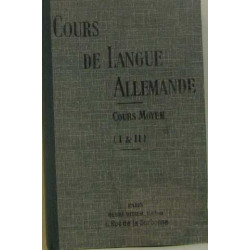 COURS
DE LANGUE
ALLEMANDE
COURS MOYEN
(I & II)
PARIS